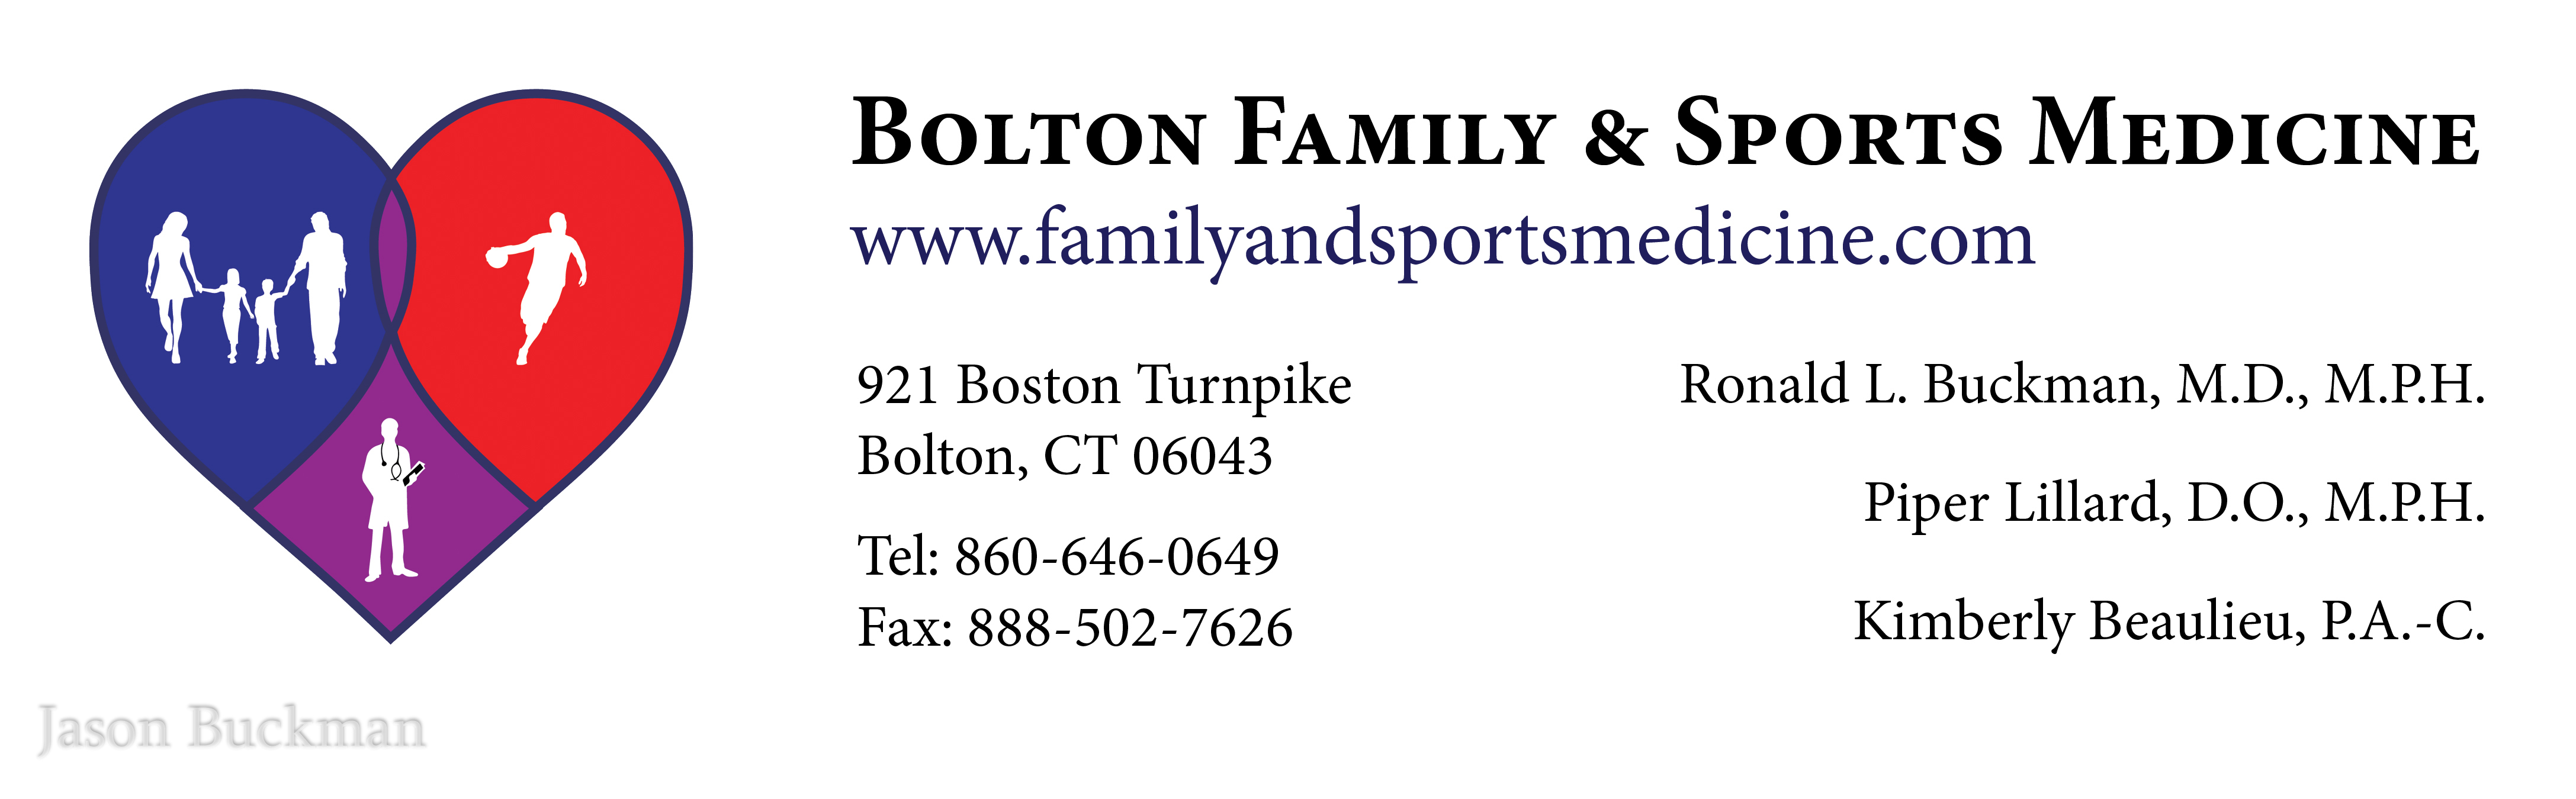 Bolton Family & Sports Medicine
www.familyandsportsmedicine.com
921 Boston Turnpike
Bolton, CT 06043
Tel: 860-646-0649
Fax: 888-502-7626
Ronald L. Buckman, M.D., M.P.H.
Piper Lillard, D.O., M.P.H.
Kimberly Beaulieu, P.A.-C.
Jason Buckman